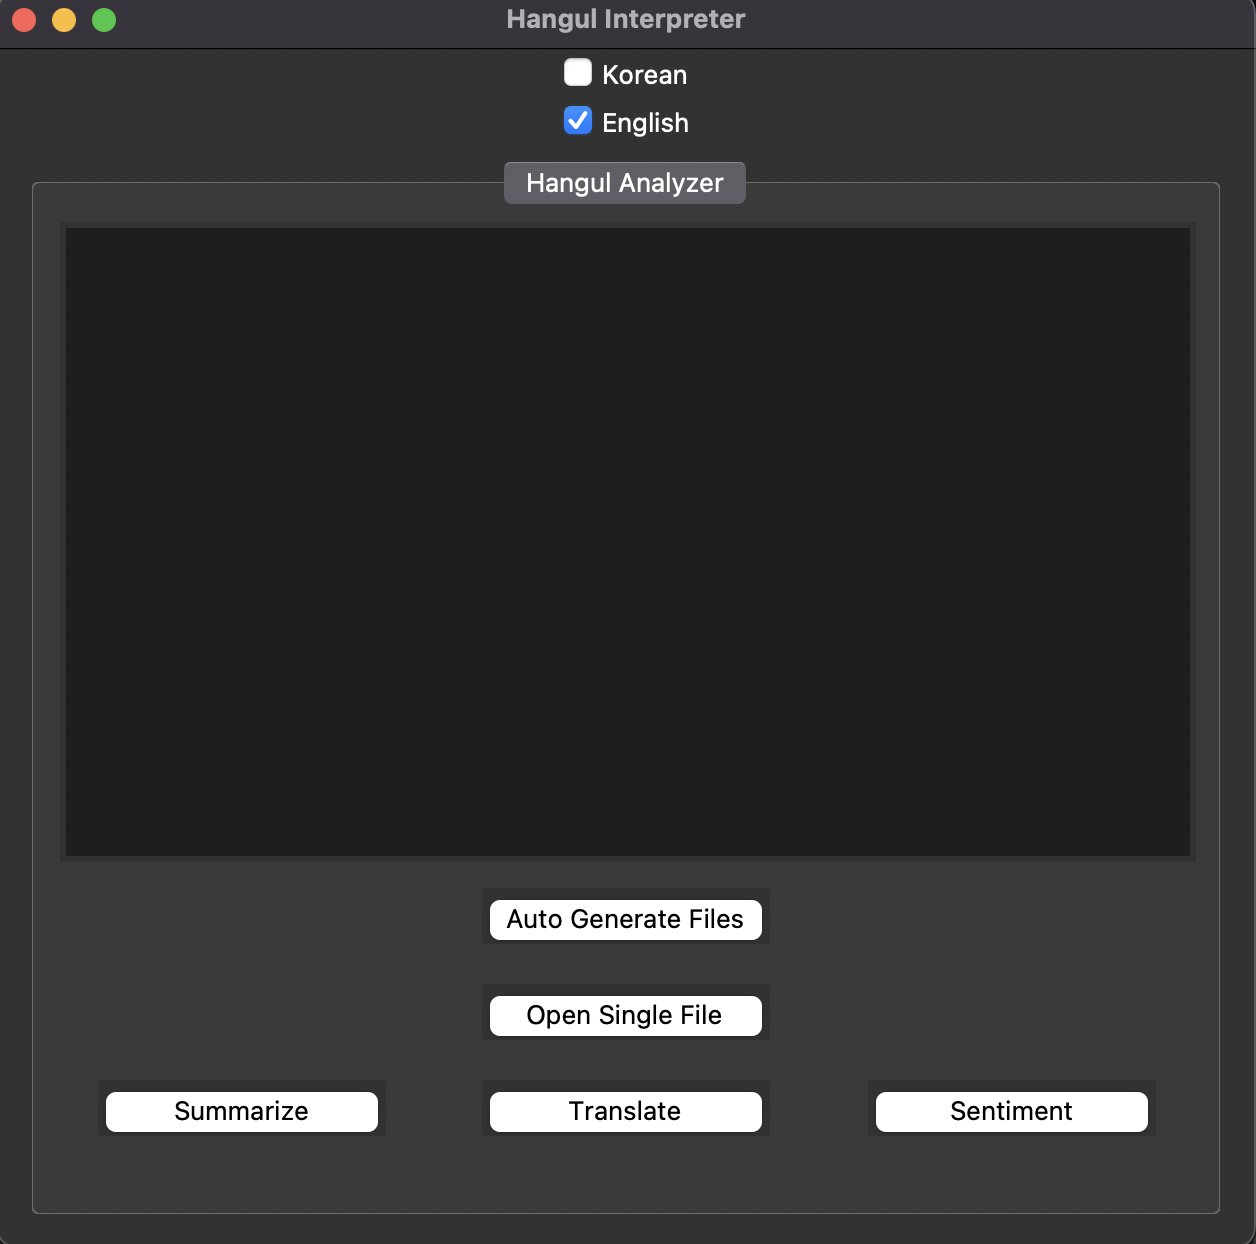 Hangul Interpreter
Korean
English
Hangul Analyzer
Auto Generate Files
Open Single File
Summarize
Translate
Sentiment